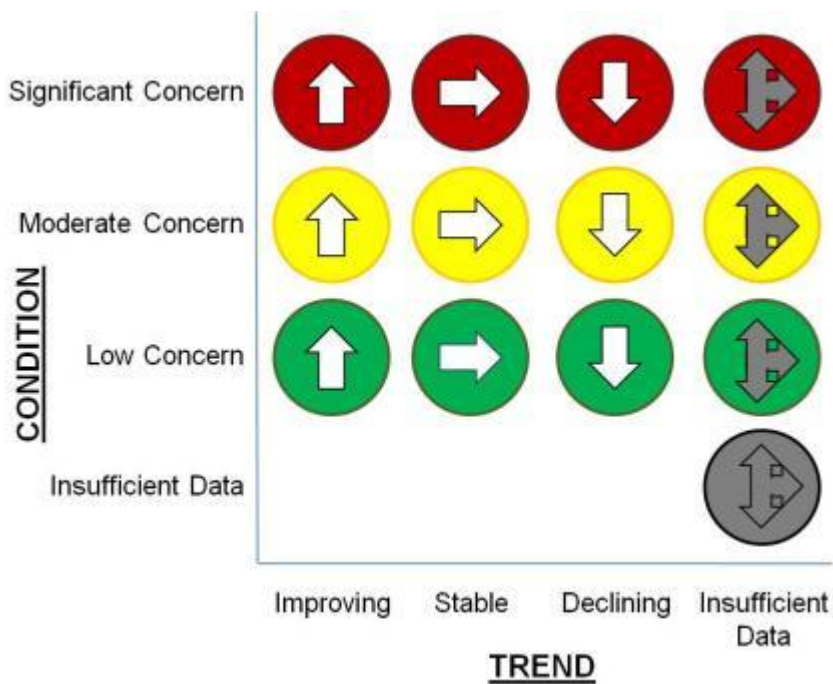 Significant Concern
Moderate Concern
CONDITION
Low Concern
Insufficient Data
Improving
Stable
Declining
Insufficient
Data
TREND